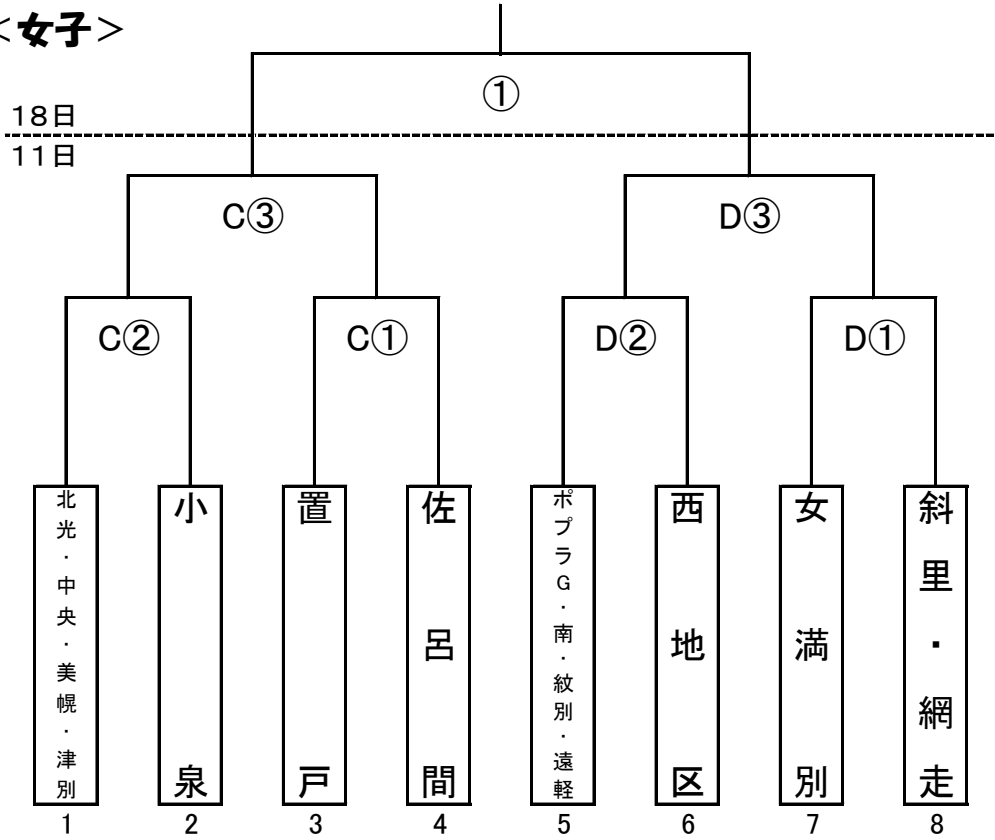 ＜女子＞
①
18日
11日
C③
D③
C②
C①
D②
D①
北光・中央・美幌・津別
小泉
置戸
佐呂間
ポプラG・南・紋別・遠軽
西地区
女満別
斜里・網走
1
2
3
4
5
6
7
8